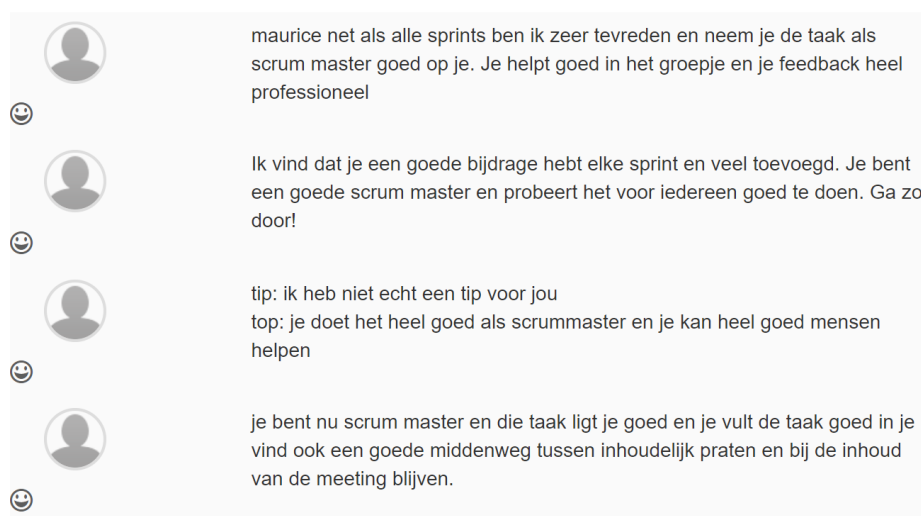 maurice net als alle sprints ben ik zeer tevreden en neem je de taak als
scrum master goed op je. Je helpt goed in het groepje en je feedback heel
professioneel
Ik vind dat je een goede bijdrage hebt elke sprint en veel toevoegd. Je bent
een goede scrum master en probeert het voor iedereen goed te doen. Ga zo
door!
tip: ik heb niet echt een tip voor jou
top: je doet het heel goed als scrummaster en je kan heel goed mensen
helpen
je bent nu scrum master en die taak ligt je goed en je vult de taak goed in je
vind ook een goede middenweg tussen inhoudelijk praten en bij de inhoud
van de meeting blijven.